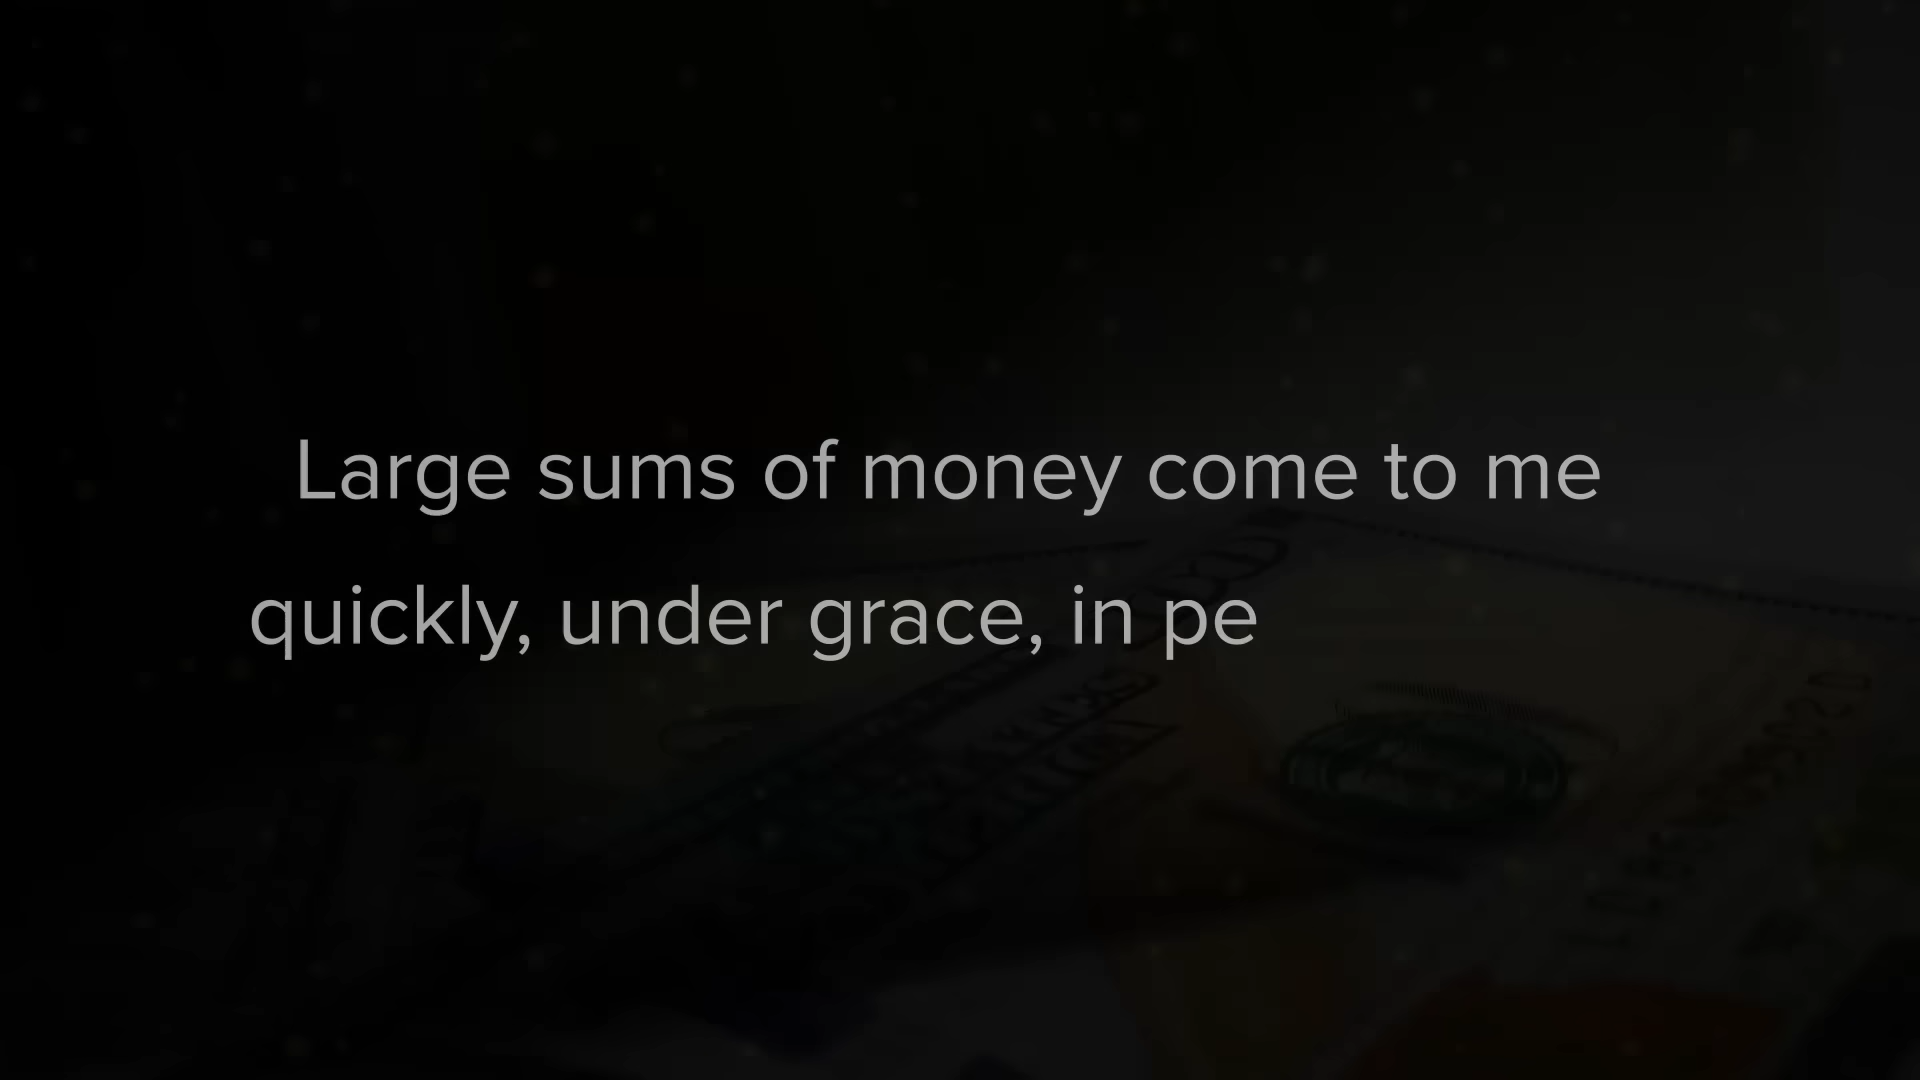 Large sums of money come to me
quickly, under grace, in pe